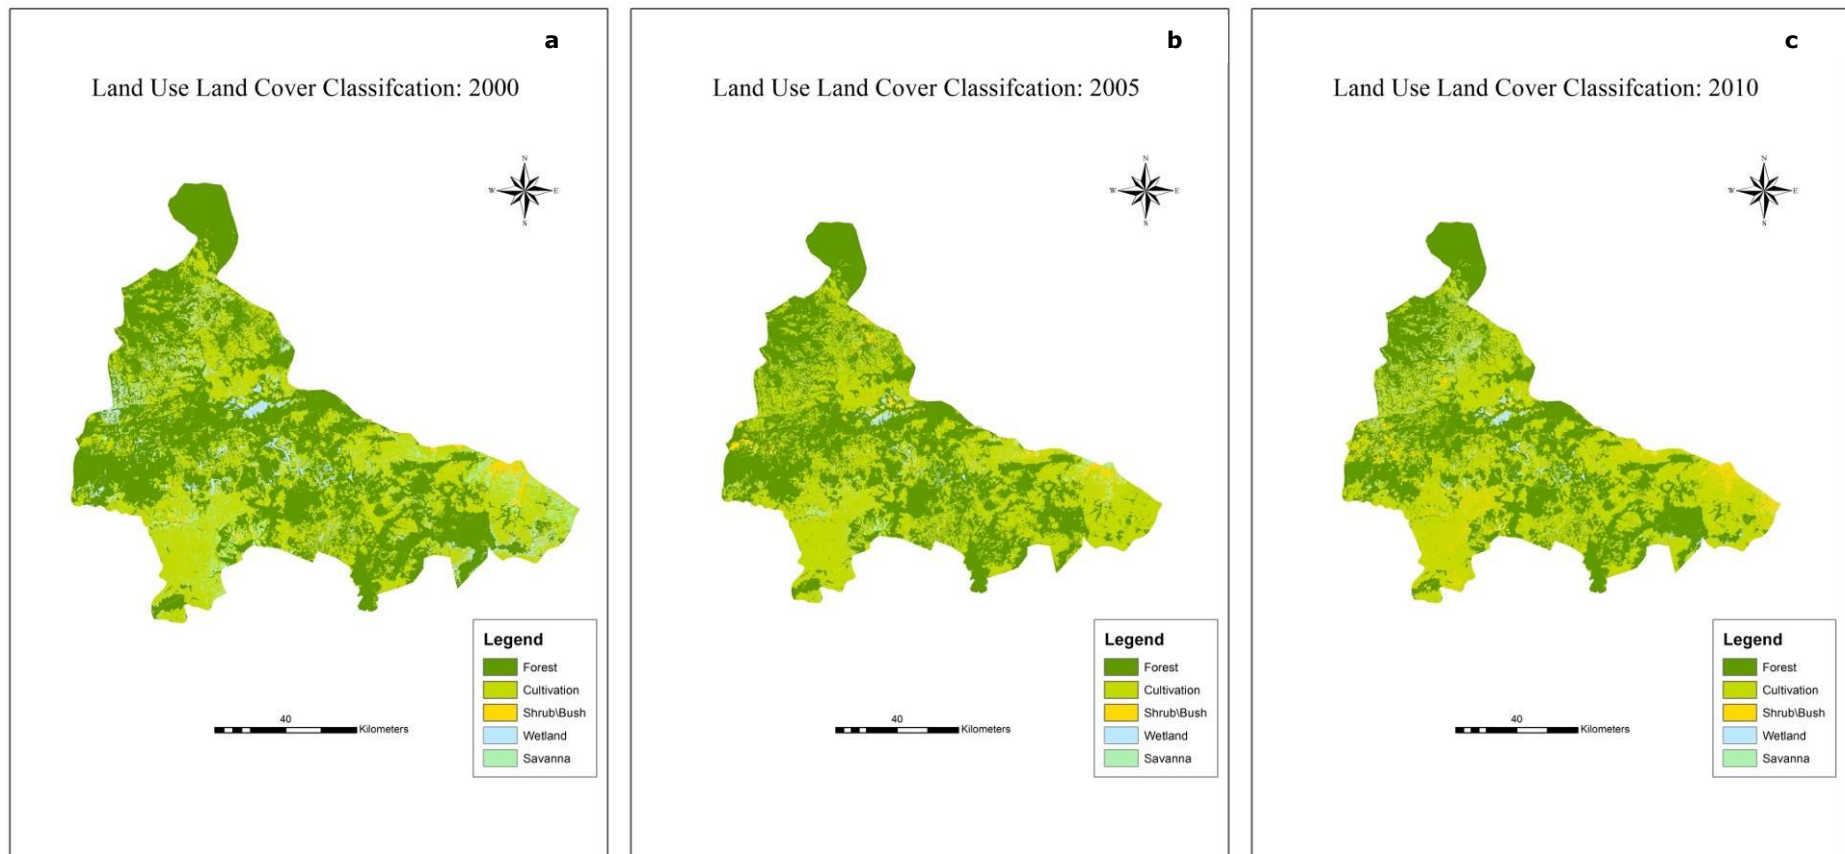 a
Land Use Land Cover Classifcation: 2000
N
W E
S
Legend
Forest
Cultivation
Shrub\Bush
Wetland
Savanna
40
Kilometers
b
Land Use Land Cover Classifcation: 2005
N
W E
S
Legend
Forest
Cultivation
Shrub\Bush
Wetland
Savanna
40
Kilometers
c
Land Use Land Cover Classifcation: 2010
N
W E
S
Legend
Forest
Cultivation
Shrub\Bush
Wetland
Savanna
40
Kilometers